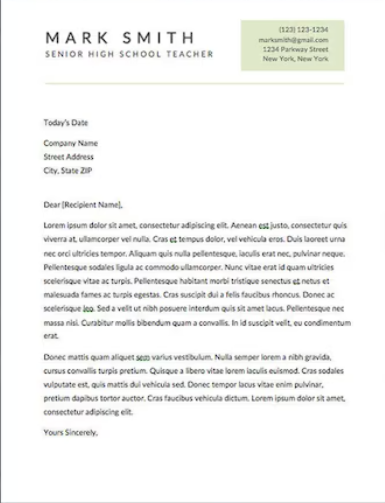 MARK SMITH
SENIOR HIGH SCHOOL TEACHER
(123) 123-1234
marksmith@gmail.com
1234 Parkway Street
New York, New York
Today's Date
Company Name
Street Address
City, State ZIP
Dear [Recipient Name],
Lorem ipsum dolor sit amet, consectetur adipiscing elit. Aenean est justo, consectetur quis
viverra at, ullamcorper vel nulla. Cras et tempus dolor, vel vehicula eros. Duis laoreet urna
nec orci ultricies tempor. Aliquam quis nulla pellentesque, iaculis erat nec, pulvinar neque.
Pellentesque sodales ligula ac commodo ullamcorper. Nunc vitae erat id quam ultricies
scelerisque vitae ac turpis. Pellentesque habitant morbi tristique senectus et netus et
malesuada fames ac turpis egestas. Cras suscipit dui a felis faucibus rhoncus. Donec ac
scelerisque leo. Sed a velit ut nibh posuere interdum quis sit amet lacus. Pellentesque nec
massa nisi. Curabitur mollis bibendum quam a convallis. In id suscipit velit, eu condimentum
erat.
Donec mattis quam aliquet sem varius vestibulum. Nulla semper lorem a nibh gravida,
cursus convallis turpis pretium. Quisque a libero vitae lorem iaculis euismod. Cras sodales
vulputate est, quis mattis dui vehicula sed. Donec tempor lacus vitae enim pulvinar,
pretium dapibus tortor auctor. Cras faucibus vehicula dictum. Lorem ipsum dolor sit amet,
consectetur adipiscing elit.
Yours Sincerely,